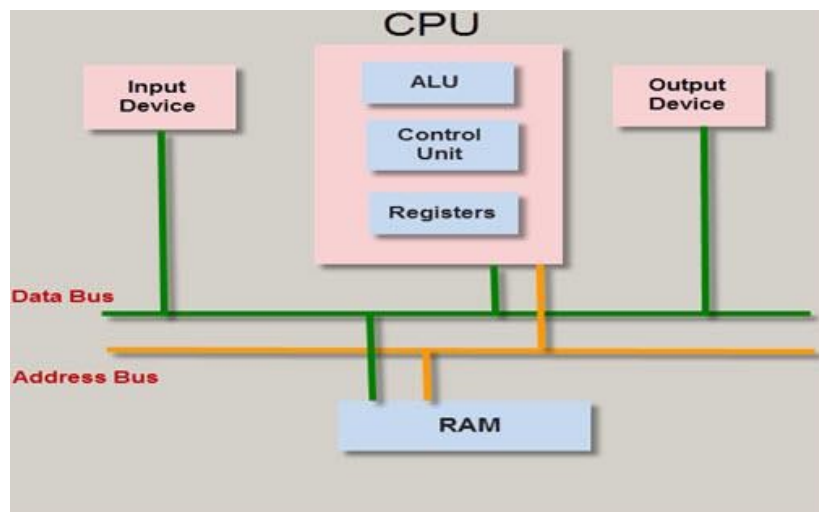 CPU
Input
Device
ALU
Control
Unit
Registers
Output
Device
Data Bus
Address Bus
RAM